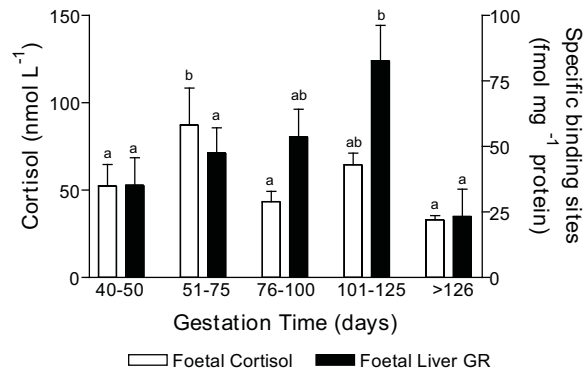 150
100
50
0
Cortisol (nmol L-1)
100
75
50
25
0
Specific binding sites
(fmol mg-1 protein)
a
a
b
a
a
ab
ab
b
a
a
40-50
51-75
76-100
101-125
>126
Gestation Time (days)
Foetal Cortisol
Foetal Liver GR